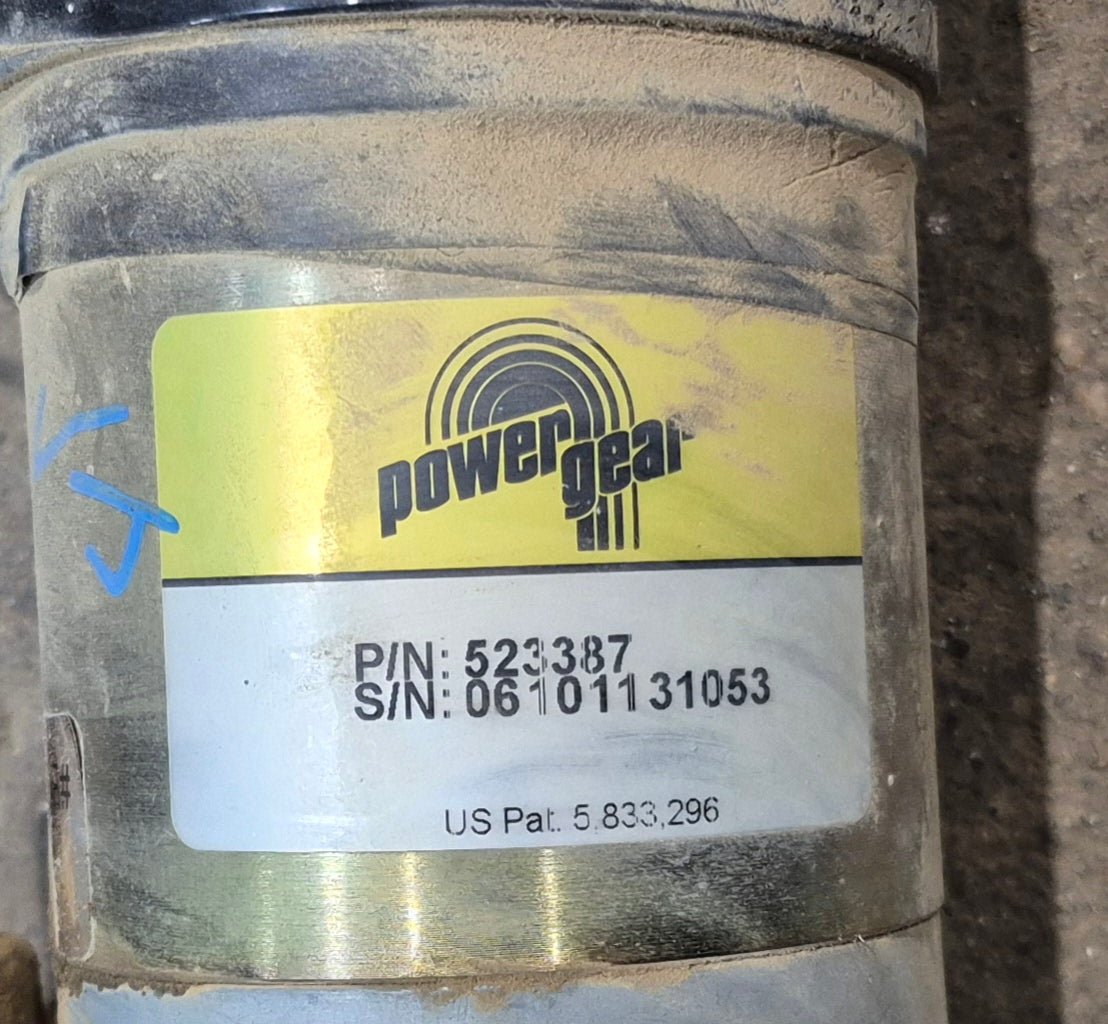 power gear
P/N: 523387
S/N: 06101131053
US Pat. 5,833,296